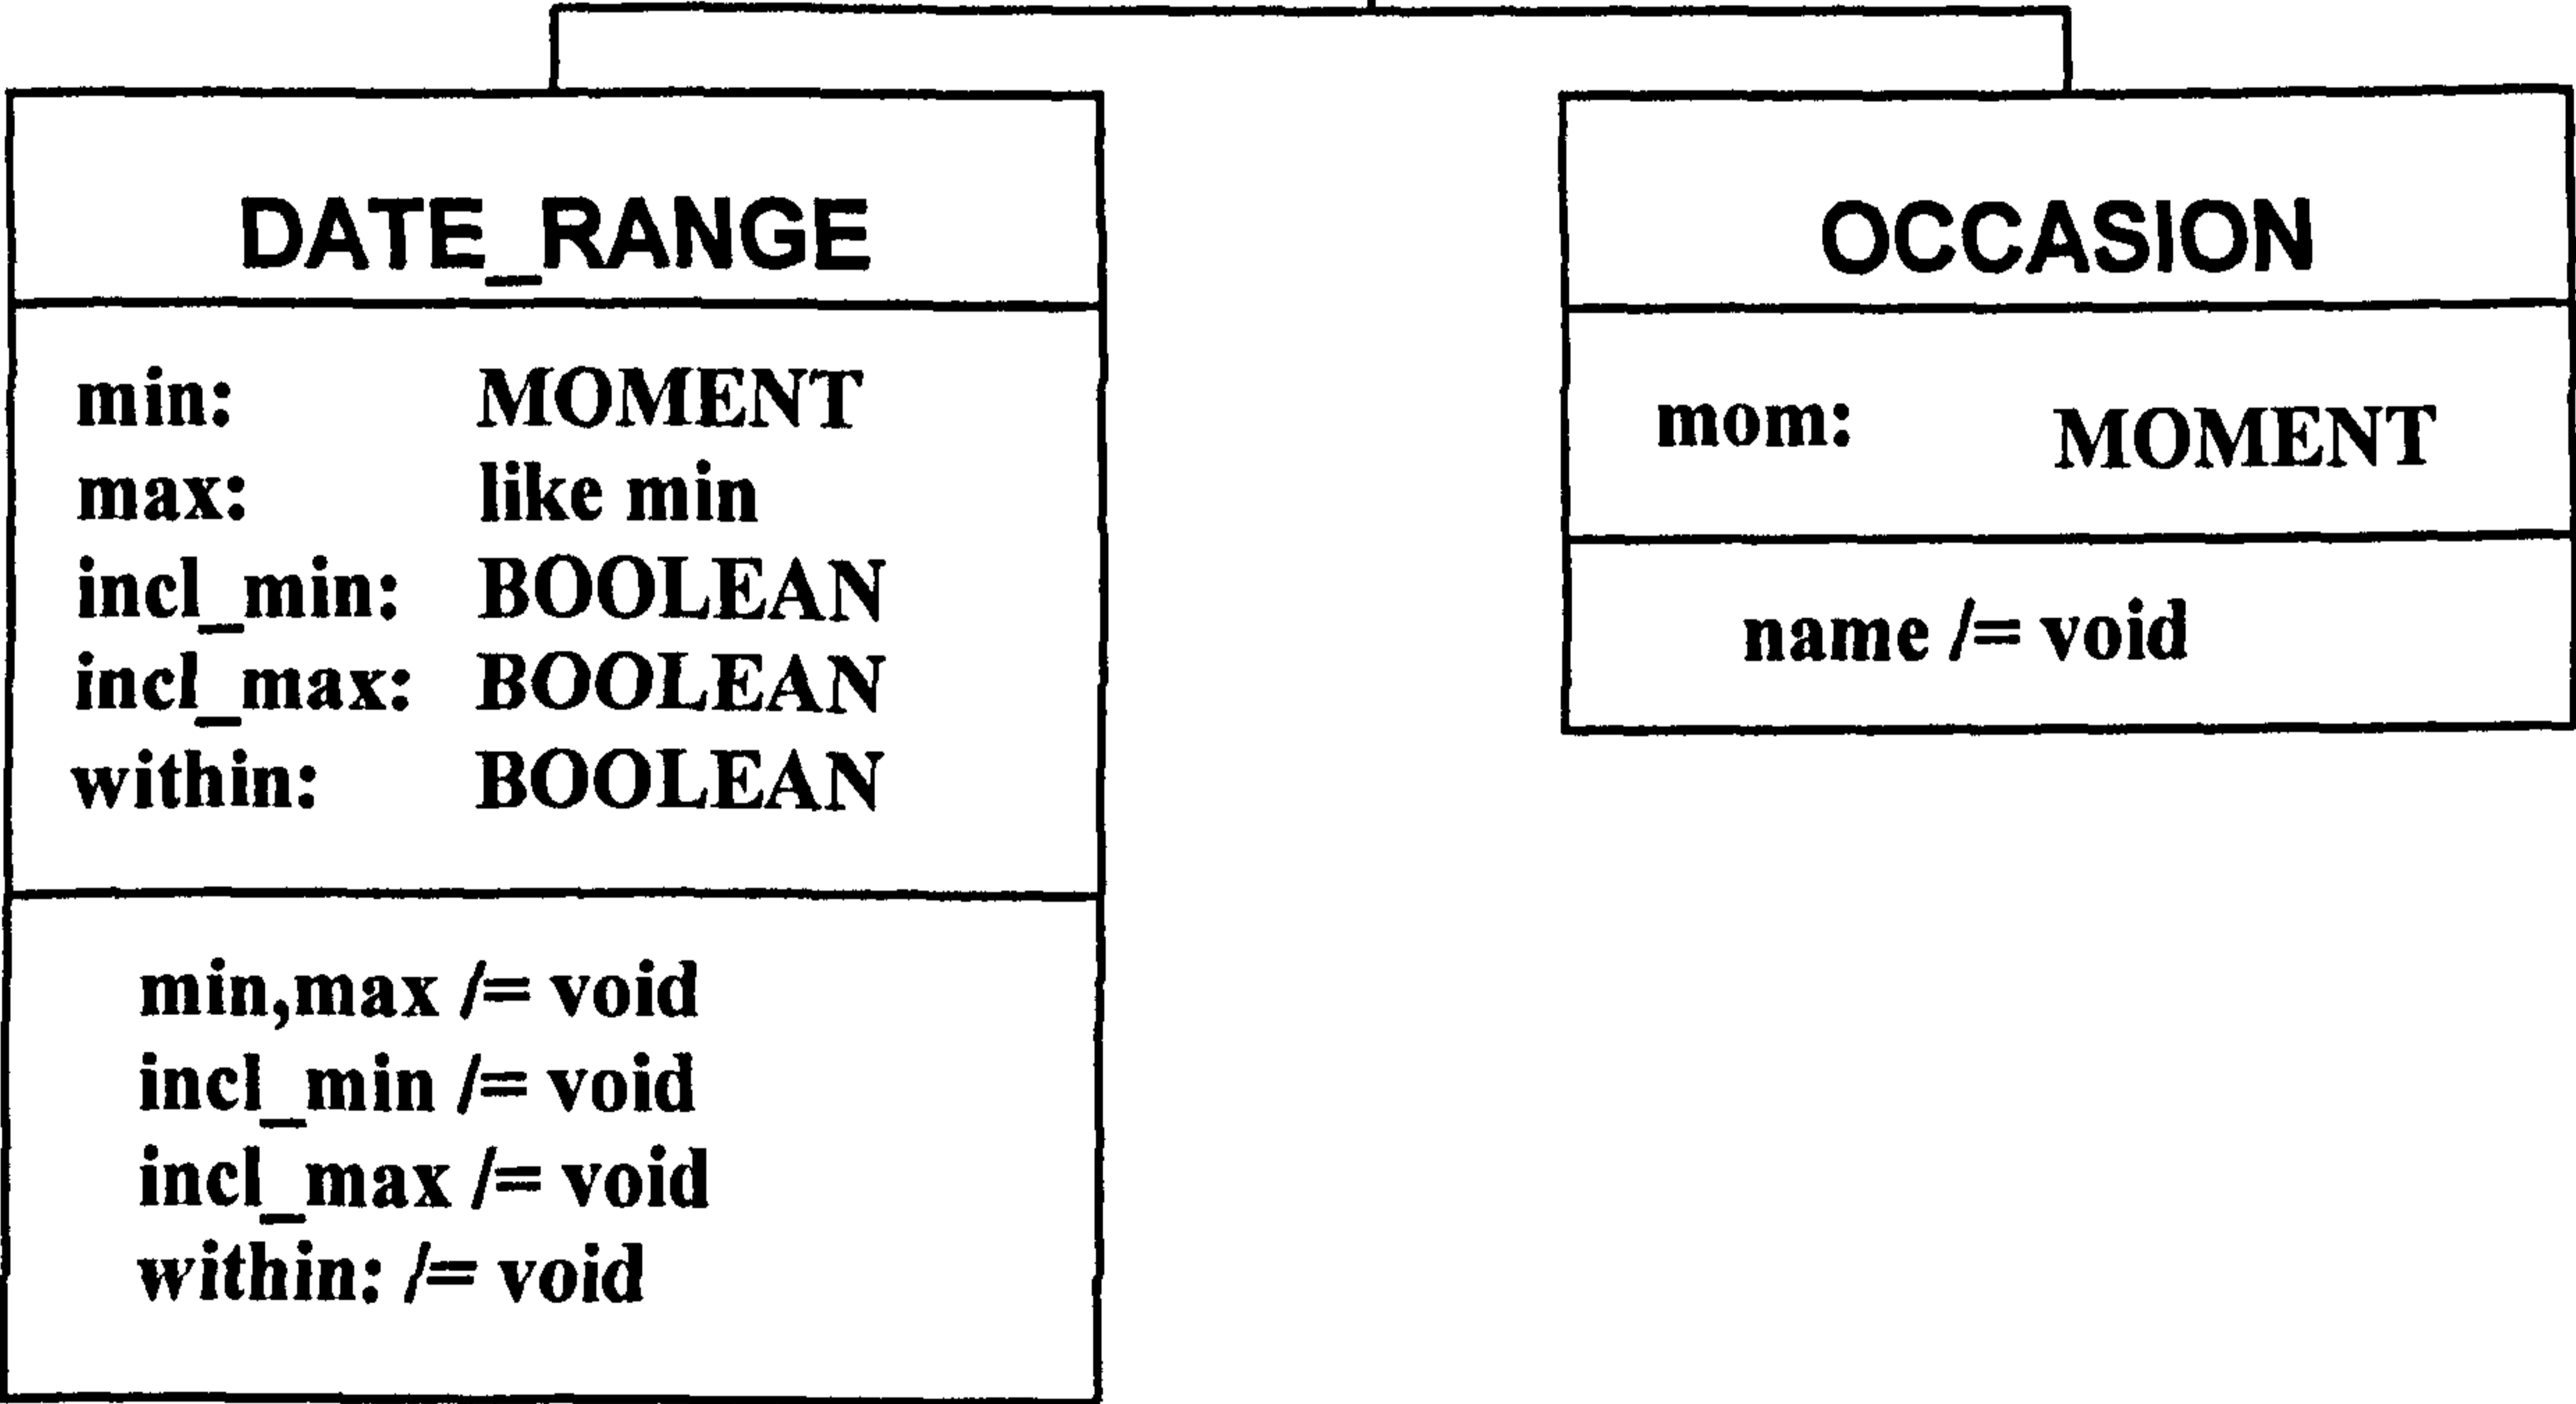 DATE_RANGE
min: MOMENT
max: like min
incl_min: BOOLEAN
incl_max: BOOLEAN
within: BOOLEAN
min,max /= void
incl_min /= void
incl_max /= void
within: /= void
OCCASION
mom: MOMENT
name /= void